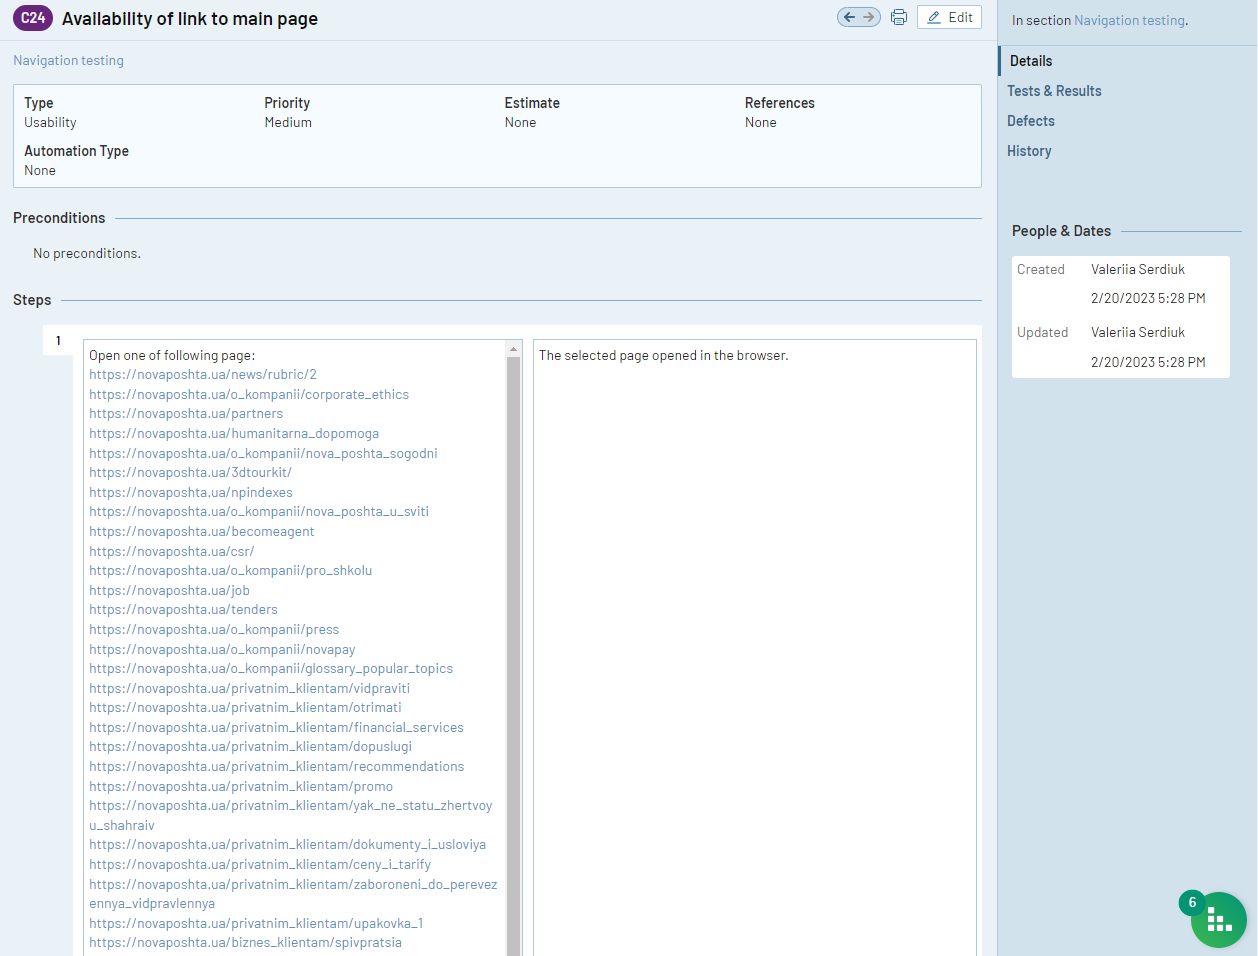 C24 Availability of link to main page
Edit
Navigation testing
Type Priority Estimate References
Usability Medium None None
Automation Type
None
Preconditions
No preconditions.
Steps
1
Open one of following page:
https://novaposhta.ua/news/rubric/2
https://novaposhta.ua/o_kompanii/corporate_ethics
https://novaposhta.ua/partners
https://novaposhta.ua/humanitarna_dopomoga
https://novaposhta.ua/o_kompanii/nova_poshta_sogodni
https://novaposhta.ua/3dtourkit/
https://novaposhta.ua/npindexes
https://novaposhta.ua/o_kompanii/nova_poshta_u_sviti
https://novaposhta.ua/becomeagent
https://novaposhta.ua/csr/
https://novaposhta.ua/o_kompanii/pro_shkolu
https://novaposhta.ua/job
https://novaposhta.ua/tenders
https://novaposhta.ua/o_kompanii/press
https://novaposhta.ua/o_kompanii/novapay
https://novaposhta.ua/o_kompanii/glossary_popular_topics
https://novaposhta.ua/privatnim_klientam/vidpraviti
https://novaposhta.ua/privatnim_klientam/otrimati
https://novaposhta.ua/privatnim_klientam/financial_services
https://novaposhta.ua/privatnim_klientam/dopuslugi
https://novaposhta.ua/privatnim_klientam/recommendations
https://novaposhta.ua/privatnim_klientam/promo
https://novaposhta.ua/privatnim_klientam/yak_ne_statu_zhertvoy
u_shahraiv
https://novaposhta.ua/privatnim_klientam/dokumenty_i_usloviya
https://novaposhta.ua/privatnim_klientam/ceny_i_tarify
https://novaposhta.ua/privatnim_klientam/zaboroneni_do_perevez
ennya_vidpravlennya
https://novaposhta.ua/privatnim_klientam/upakovka_1
https://novaposhta.ua/biznes_klientam/spivpratsia
The selected page opened in the browser.
In section Navigation testing.
Details
Tests & Results
Defects
History
People & Dates
Created Valeriia Serdiuk
2/20/2023 5:28 PM
Updated Valeriia Serdiuk
2/20/2023 5:28 PM
6